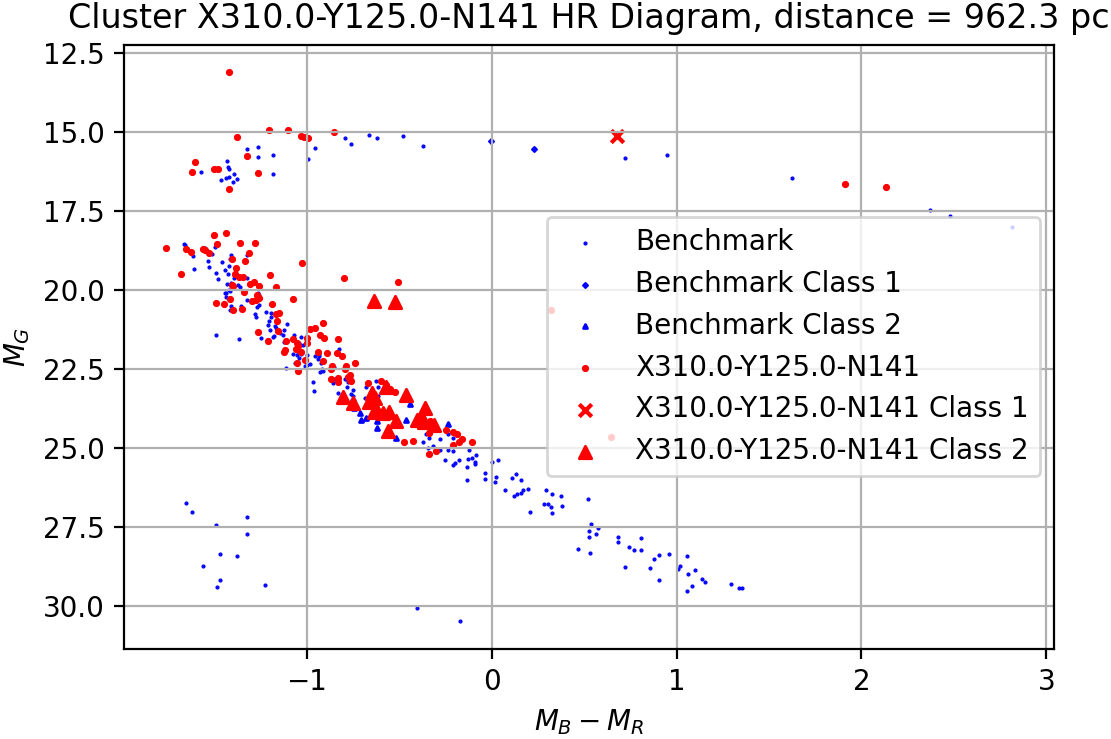 Cluster X310.0-Y125.0-N141 HR Diagram, distance = 962.3 pc
12.5
15.0
17.5
20.0
22.5
25.0
27.5
30.0
M_G
Benchmark
Benchmark Class 1
Benchmark Class 2
X310.0-Y125.0-N141
X310.0-Y125.0-N141 Class 1
X310.0-Y125.0-N141 Class 2
−1 0 1 2 3
M_B − M_R